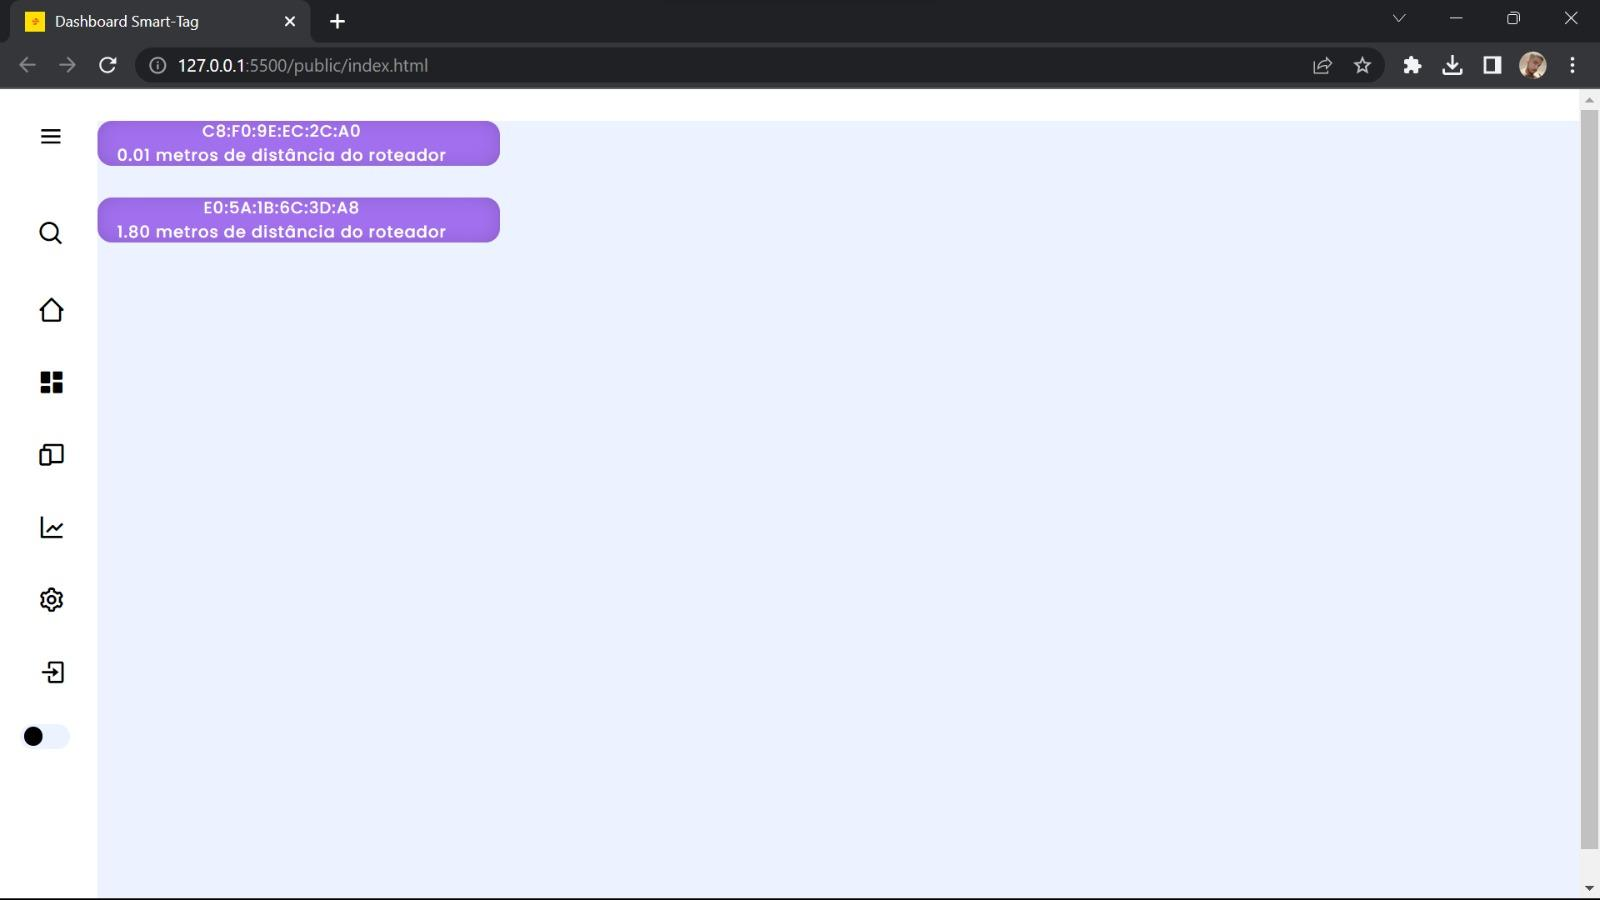 Dashboard Smart-Tag
127.0.0.1:5500/public/index.html
C8:F0:9E:EC:2C:A0
0.01 metros de distância do roteador
E0:5A:1B:6C:3D:A8
1.80 metros de distância do roteador